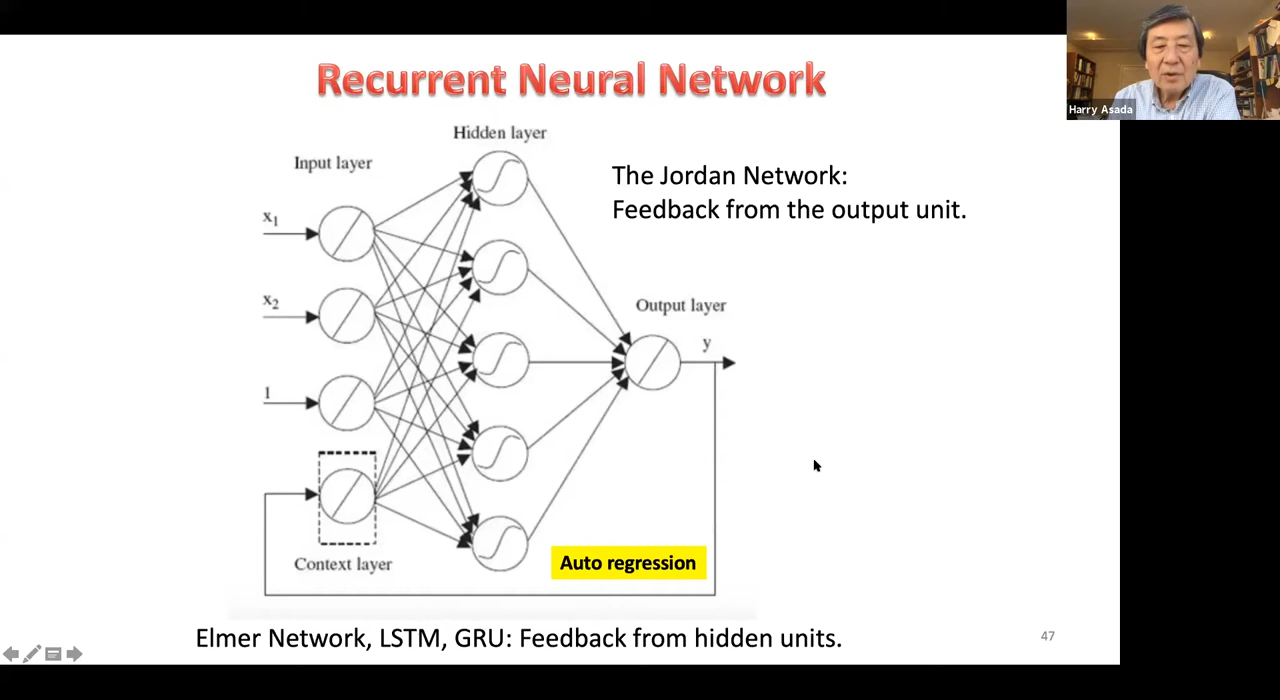 Recurrent Neural Network
Harry Asada
Hidden layer
Input layer
The Jordan Network:
Feedback from the output unit.
x1
x2
Output layer
y
1
Context layer
Auto regression
Elmer Network, LSTM, GRU: Feedback from hidden units.
47